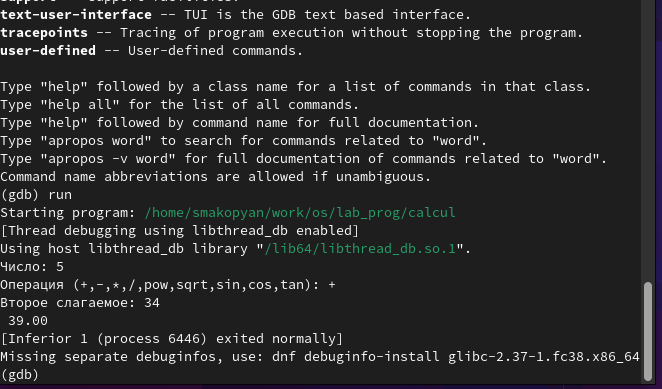 text-user-interface -- TUI is the GDB text based interface.
tracepoints -- Tracing of program execution without stopping the program.
user-defined -- User-defined commands.
Type "help" followed by a class name for a list of commands in that class.
Type "help all" for the list of all commands.
Type "help" followed by command name for full documentation.
Type "apropos word" to search for commands related to "word".
Type "apropos -v word" for full documentation of commands related to "word".
Command name abbreviations are allowed if unambiguous.
(gdb) run
Starting program: /home/smakopyan/work/os/lab_prog/calcul
[Thread debugging using libthread_db enabled]
Using host libthread_db library "/lib64/libthread_db.so.1".
Число: 5
Операция (+,-,*,/,pow,sqrt,sin,cos,tan): +
Второе слагаемое: 34
39.00
[Inferior 1 (process 6446) exited normally]
Missing separate debuginfos, use: dnf debuginfo-install glibc-2.37-1.fc38.x86_64
(gdb)